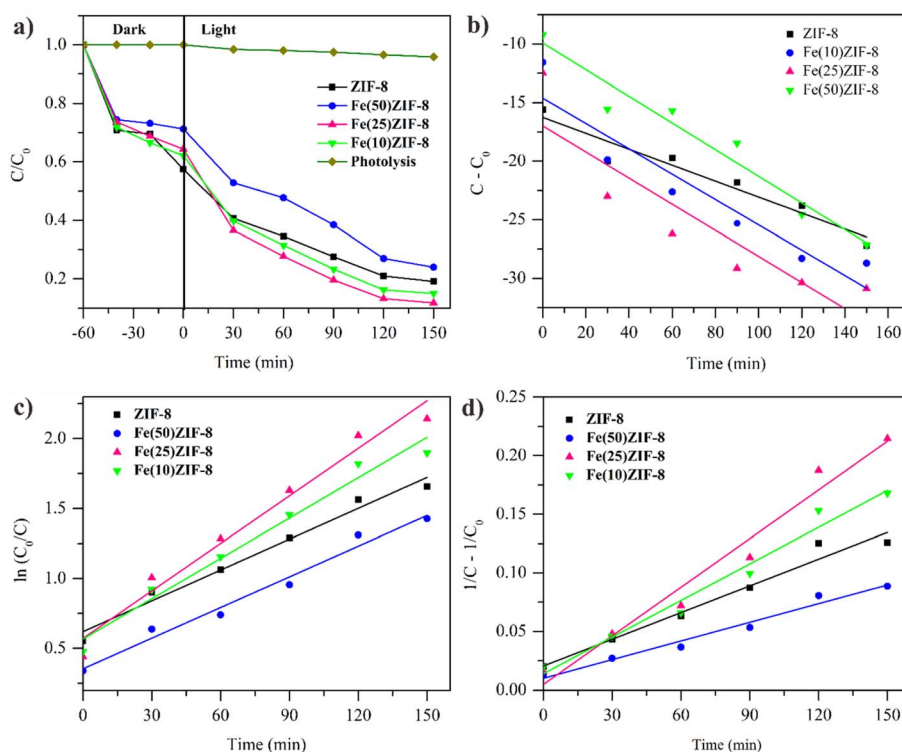 a)
Dark
Light
ZIF-8
Fe(50)ZIF-8
Fe(25)ZIF-8
Fe(10)ZIF-8
Photolysis
C/C₀
1.0
0.8
0.6
0.4
0.2
-60 -30 0 30 60 90 120 150
Time (min)
b)
ZIF-8
Fe(10)ZIF-8
Fe(25)ZIF-8
Fe(50)ZIF-8
C - C₀
-10
-15
-20
-25
-30
0 20 40 60 80 100 120 140 160
Time (min)
c)
ZIF-8
Fe(50)ZIF-8
Fe(25)ZIF-8
Fe(10)ZIF-8
ln (C₀/C)
2.0
1.5
1.0
0.5
0 30 60 90 120 150
Time (min)
d)
ZIF-8
Fe(50)ZIF-8
Fe(25)ZIF-8
Fe(10)ZIF-8
1/C - 1/C₀
0.25
0.20
0.15
0.10
0.05
0.00
0 30 60 90 120 150
Time (min)